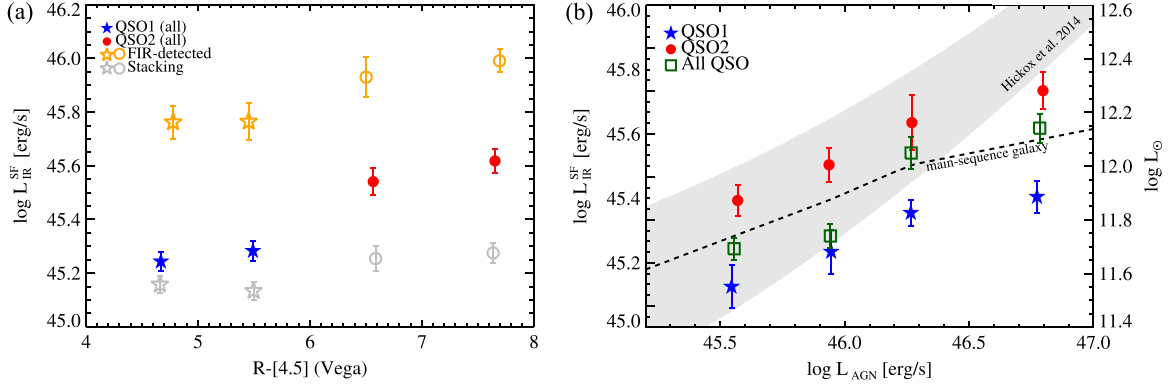 (a)
QSO1 (all)
QSO2 (all)
FIR-detected
Stacking
46.2
46.0
45.8
45.6
45.4
45.2
45.0
log L_IR^SF [erg/s]
4 5 6 7 8
R-[4.5] (Vega)
(b)
QSO1
QSO2
All QSO
Hickox et al. 2014
main-sequence galaxy
46.0
45.8
45.6
45.4
45.2
45.0
log L_IR^SF [erg/s]
12.6
12.4
12.2
12.0
11.8
11.6
11.4
log L⊙
45.5 46.0 46.5 47.0
log L_AGN [erg/s]